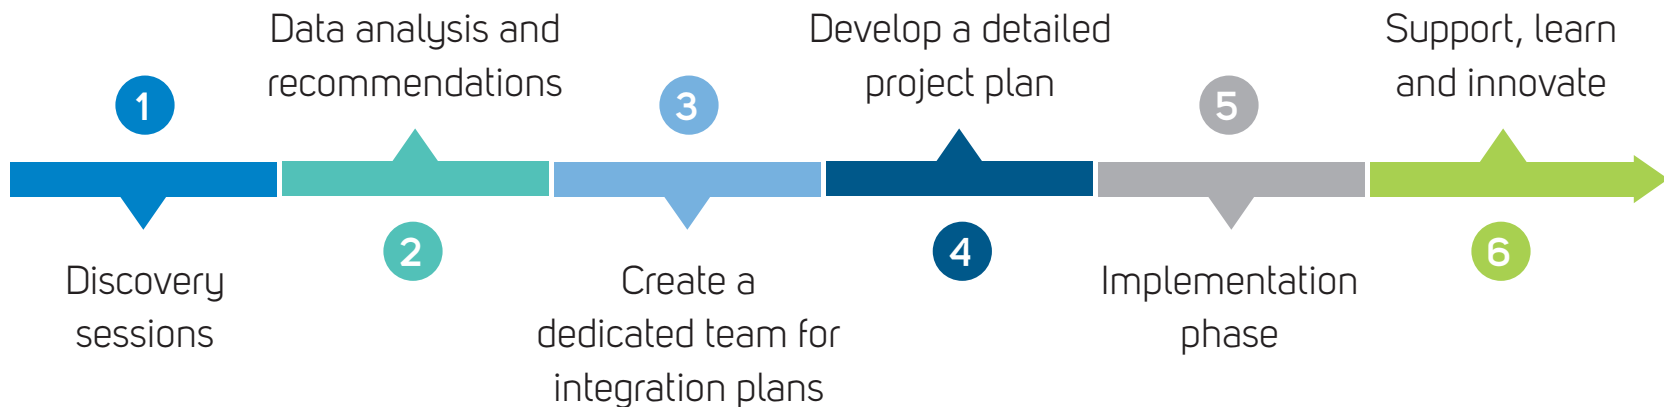 1
Discovery
sessions
Data analysis and
recommendations
2
3
Create a
dedicated team for
integration plans
Develop a detailed
project plan
4
5
Implementation
phase
Support, learn
and innovate
6